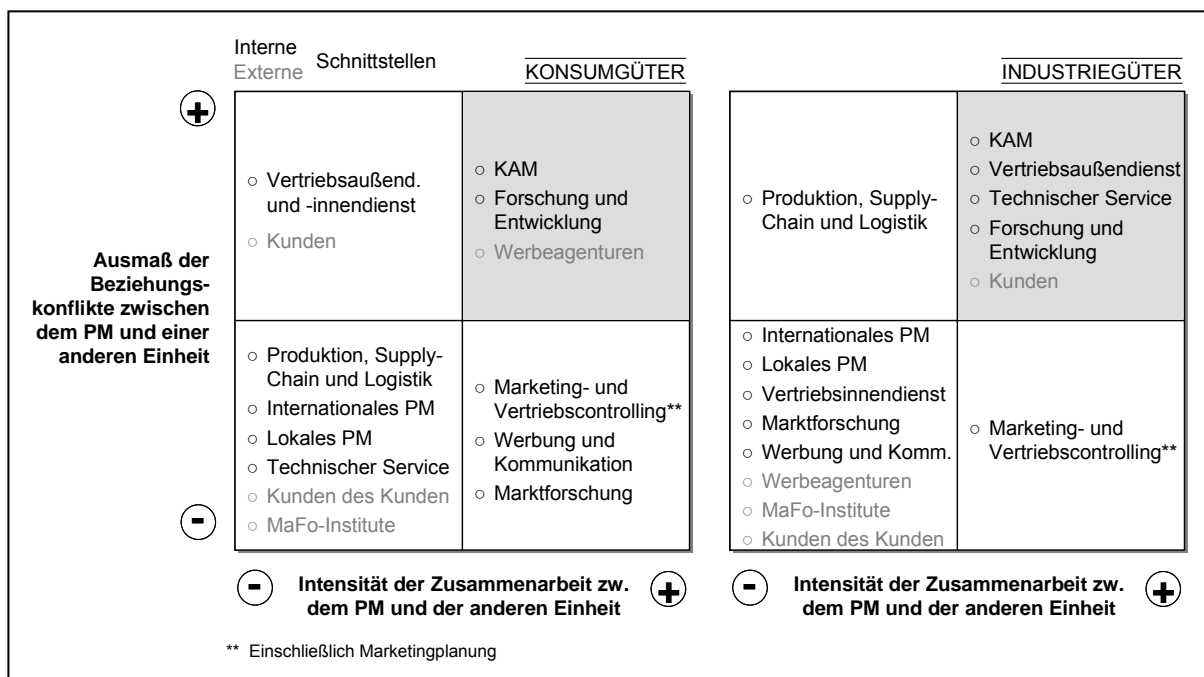 Interne
Externe
Schnittstellen
KONSUMGÜTER
INDUSTRIEGÜTER
+
-
Ausmaß der
Beziehungs-
konflikte zwischen
dem PM und einer
anderen Einheit
○ Vertriebsaußend.
und -innendienst
○ Kunden
○ KAM
○ Forschung und
Entwicklung
○ Werbeagenturen
○ Produktion, Supply-
Chain und Logistik
○ Internationales PM
○ Lokales PM
○ Technischer Service
○ Kunden des Kunden
○ MaFo-Institute
○ Marketing- und
Vertriebscontrolling**
○ Werbung und
Kommunikation
○ Marktforschung
○ Produktion, Supply-
Chain und Logistik
○ KAM
○ Vertriebsaußendienst
○ Technischer Service
○ Forschung und
Entwicklung
○ Kunden
○ Internationales PM
○ Lokales PM
○ Vertriebsinnendienst
○ Marktforschung
○ Werbung und Komm.
○ Werbeagenturen
○ MaFo-Institute
○ Kunden des Kunden
○ Marketing- und
Vertriebscontrolling**
- Intensität der Zusammenarbeit zw. +
dem PM und der anderen Einheit
- Intensität der Zusammenarbeit zw. +
dem PM und der anderen Einheit
** Einschließlich Marketingplanung